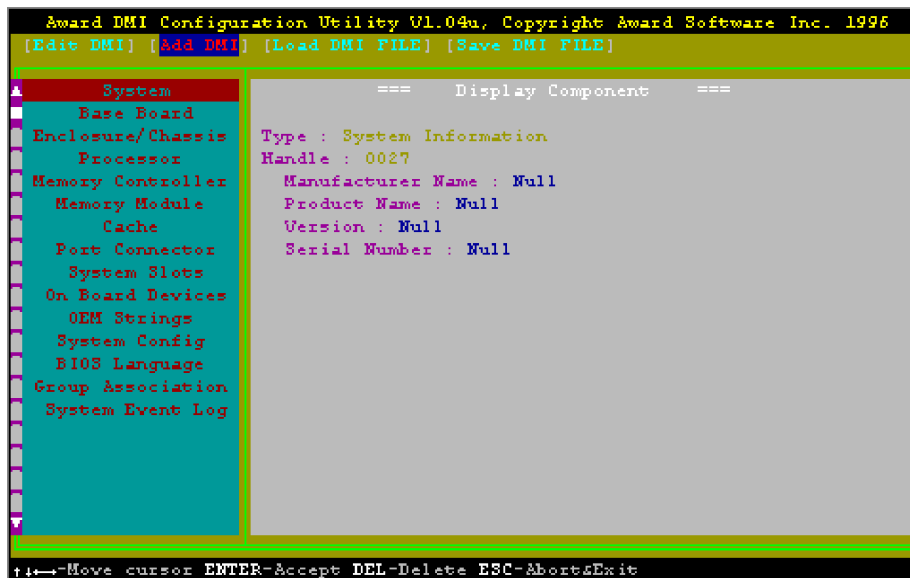 Award DMI Configuration Utility V1.04u, Copyright Award Software Inc. 1996
[Edit DMI] [Add DMI] [Load DMI FILE] [Save DMI FILE]
System
Base Board
Enclosure/Chassis
Processor
Memory Controller
Memory Module
Cache
Port Connector
System Slots
On Board Devices
OEM Strings
System Config
BIOS Language
Group Association
System Event Log
=== Display Component ===
Type : System Information
Handle : 0027
Manufacturer Name : Null
Product Name : Null
Version : Null
Serial Number : Null
↑↓←→-Move cursor ENTER-Accept DEL-Delete ESC-Abort&Exit